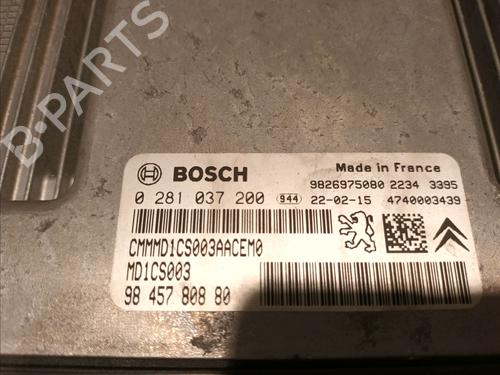 B-PARTS
BOSCH
Made in France
0 281 037 200 944
9826975080 2234 3395
22-02-15 4740003439
CMMMD1CS003AACEM0
MD1CS003
98 457 808 80